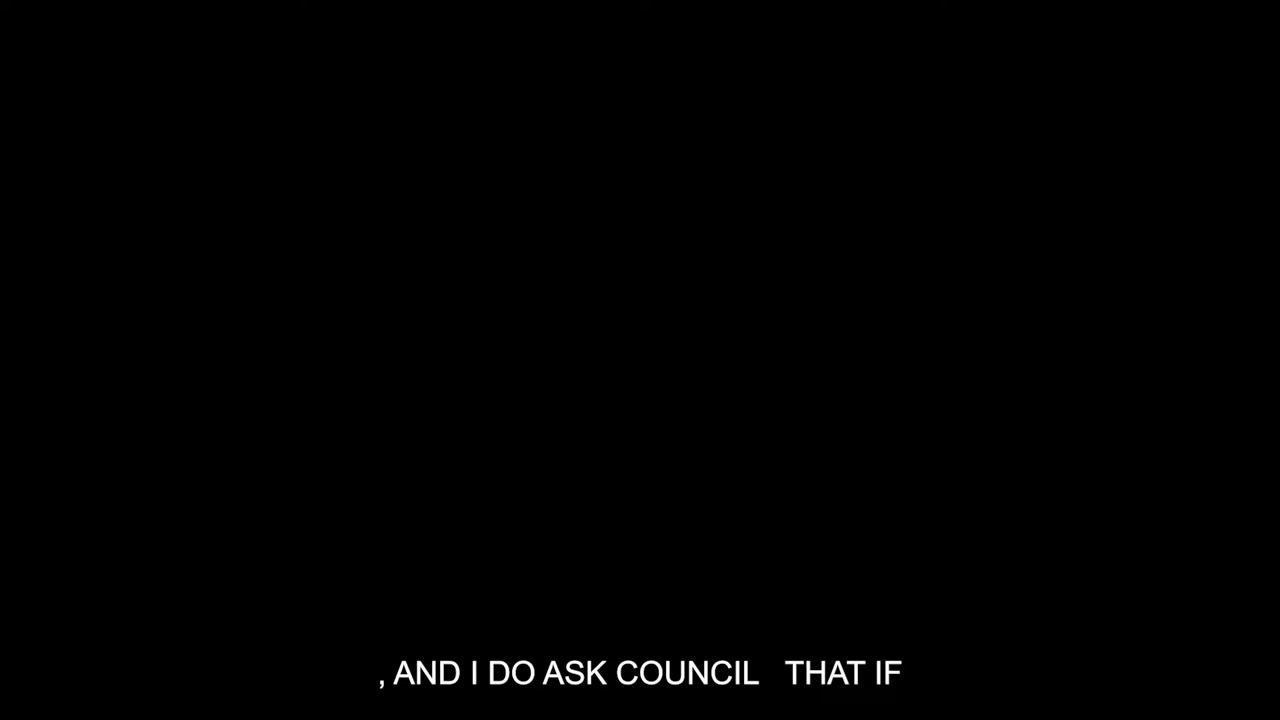 , AND I DO ASK COUNCIL   THAT IF